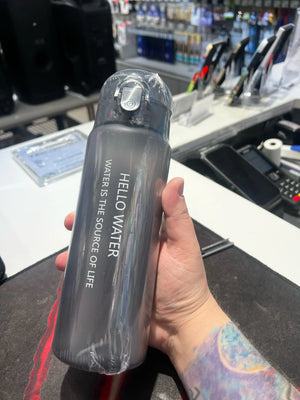 HELLO WATER
WATER IS THE SOURCE OF LIFE